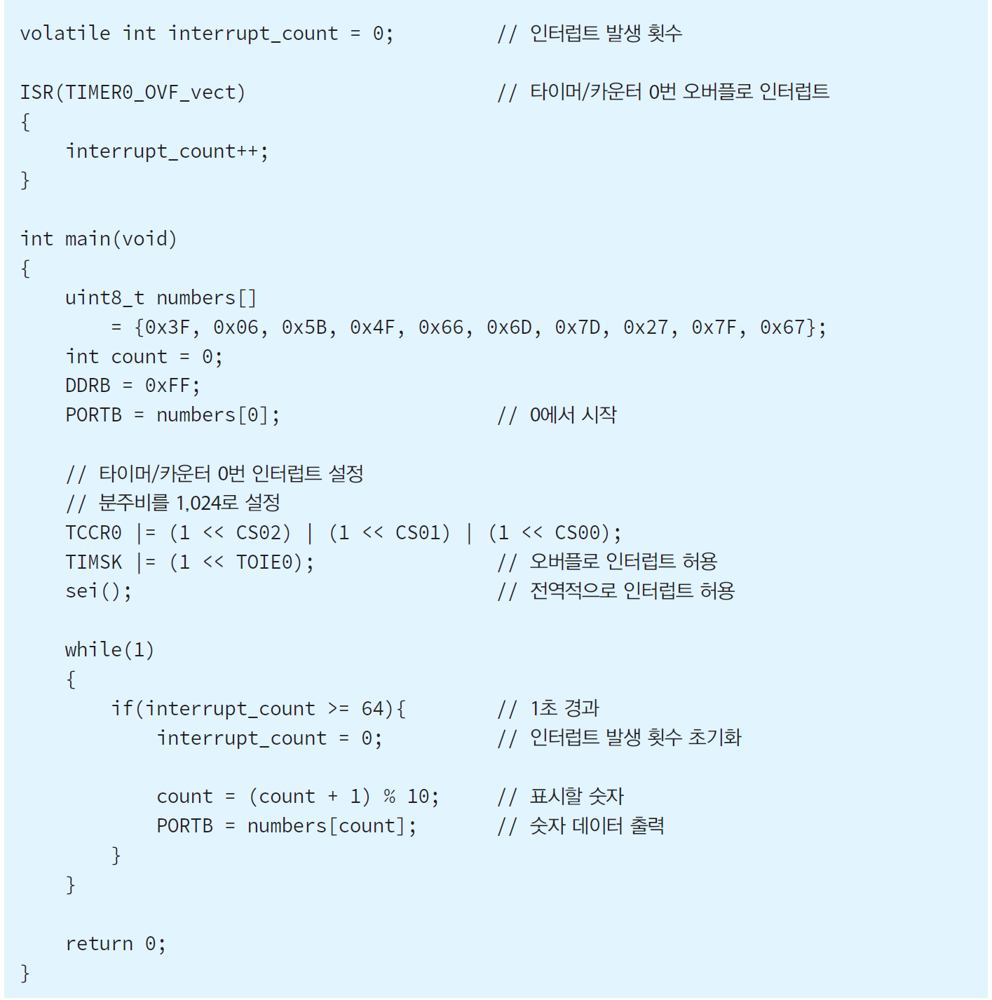 volatile int interrupt_count = 0; // 인터럽트 발생 횟수
ISR(TIMER0_OVF_vect) // 타이머/카운터 0번 오버플로 인터럽트
{
interrupt_count++;
}
int main(void)
{
uint8_t numbers[]
= {0x3F, 0x06, 0x5B, 0x4F, 0x66, 0x6D, 0x7D, 0x27, 0x7F, 0x67};
int count = 0;
DDRB = 0xFF;
PORTB = numbers[0]; // 0에서 시작
// 타이머/카운터 0번 인터럽트 설정
// 분주비를 1,024로 설정
TCCR0 |= (1 << CS02) | (1 << CS01) | (1 << CS00);
TIMSK |= (1 << TOIE0); // 오버플로 인터럽트 허용
sei(); // 전역적으로 인터럽트 허용
while(1)
{
if(interrupt_count >= 64){ // 1초 경과
interrupt_count = 0; // 인터럽트 발생 횟수 초기화
count = (count + 1) % 10; // 표시할 숫자
PORTB = numbers[count]; // 숫자 데이터 출력
}
}
return 0;
}